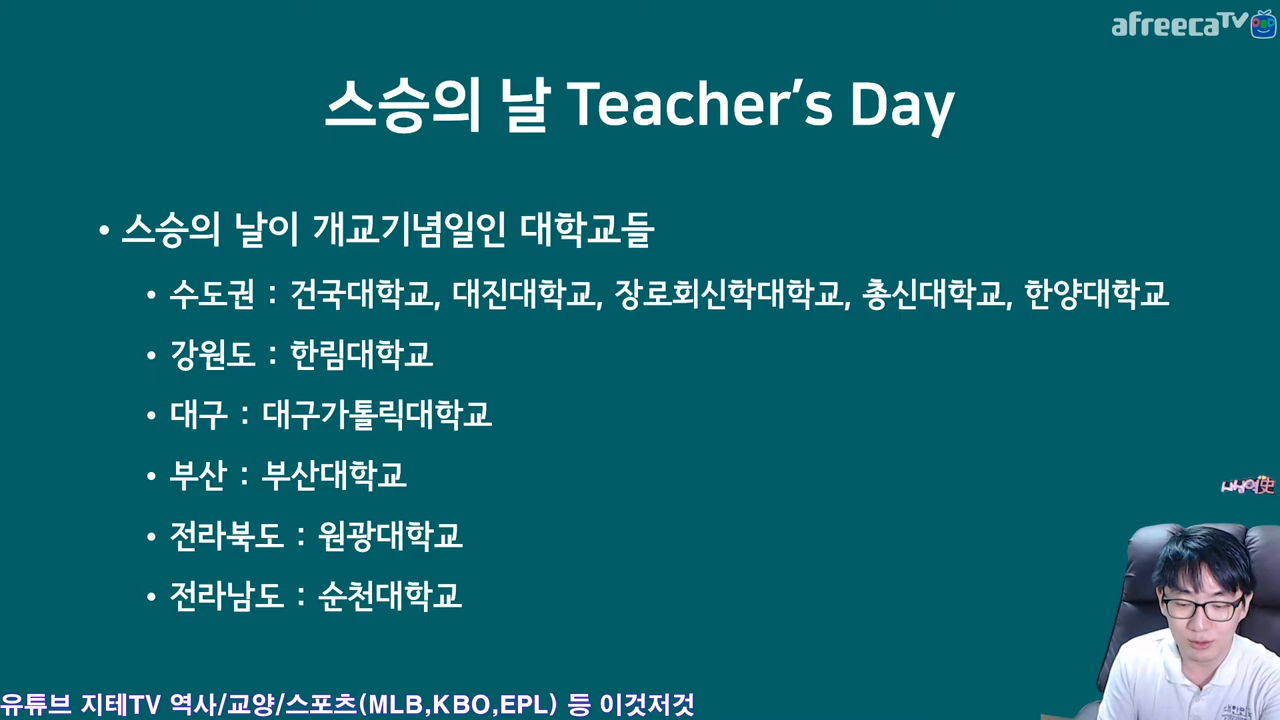 afreecaTV
스승의 날 Teacher's Day
• 스승의 날이 개교기념일인 대학교들
• 수도권 : 건국대학교, 대진대학교, 장로회신학대학교, 총신대학교, 한양대학교
• 강원도 : 한림대학교
• 대구 : 대구가톨릭대학교
• 부산 : 부산대학교
• 전라북도 : 원광대학교
• 전라남도 : 순천대학교
유튜브 지테TV 역사/교양/스포츠(MLB,KBO,EPL) 등 이것저것